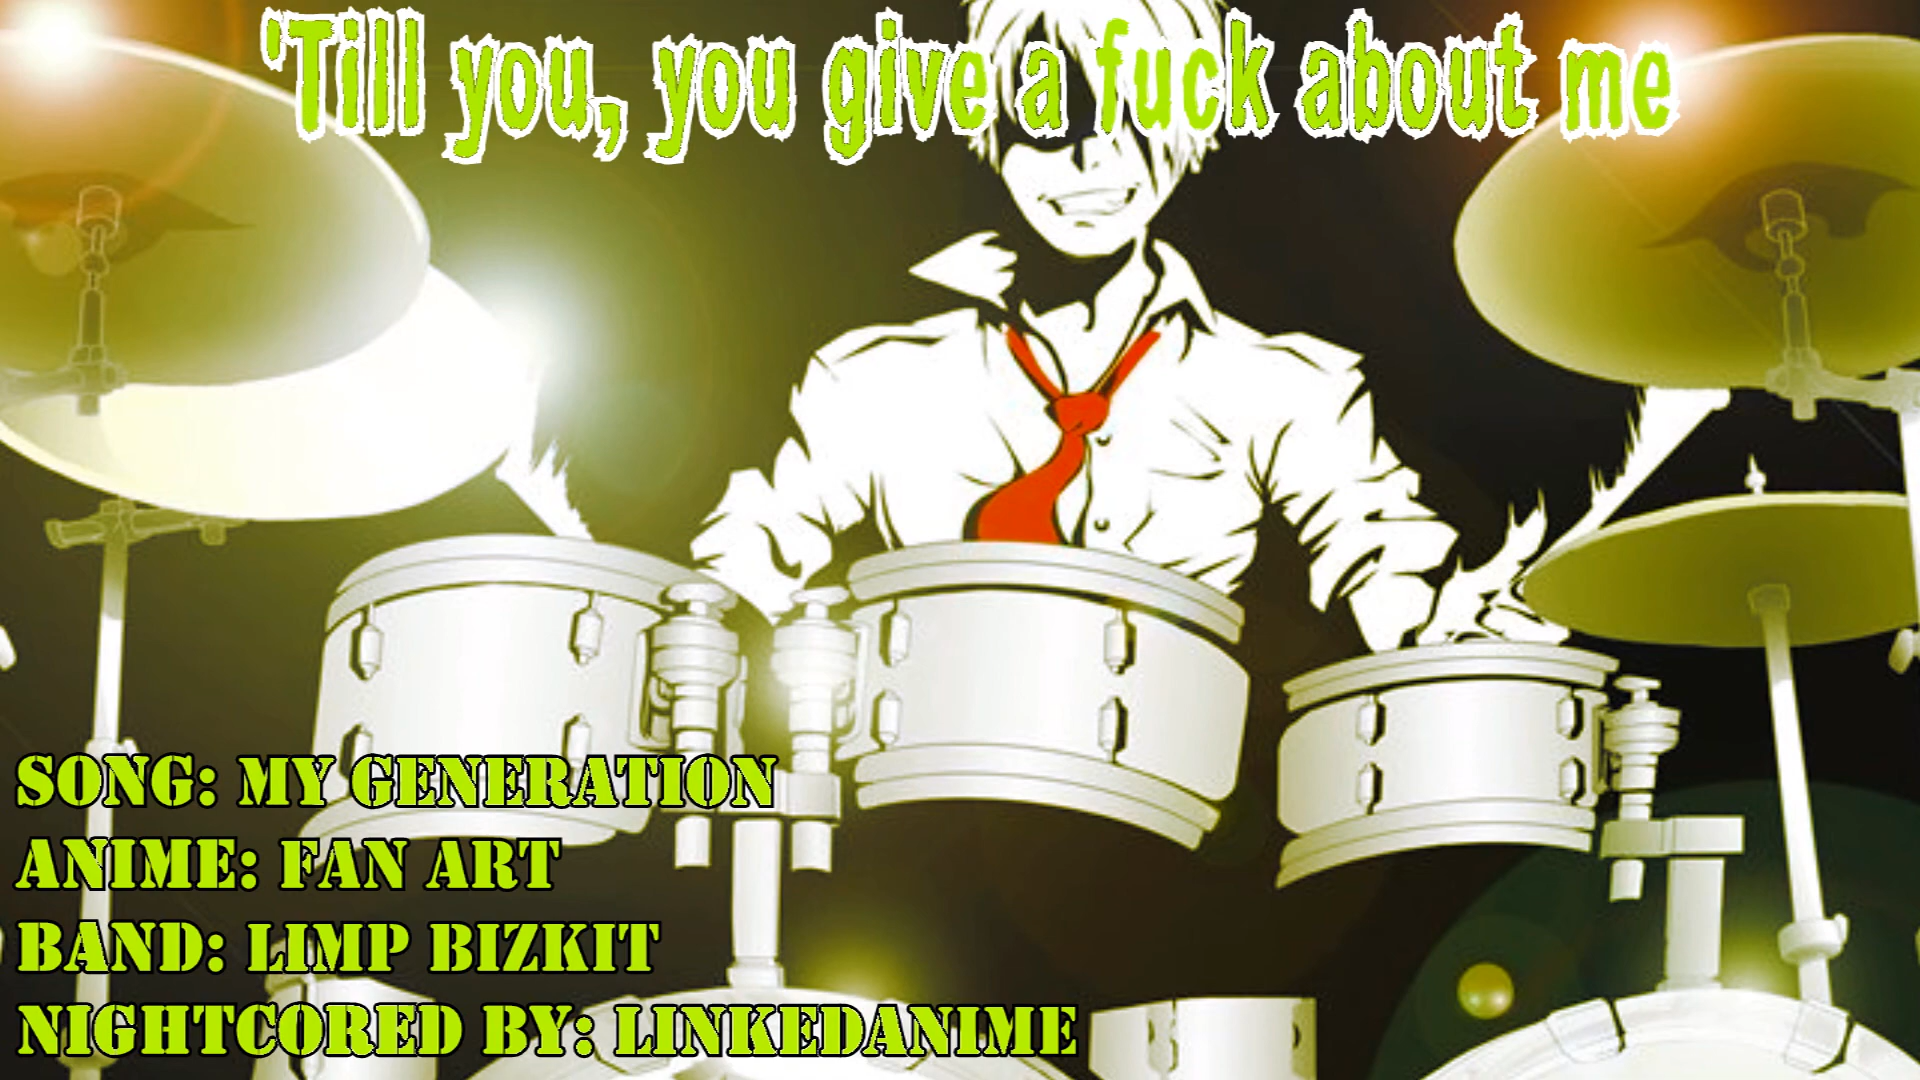 'Till you, you give a fuck about me
SONG: MY GENERATION
ANIME: FAN ART
BAND: LIMP BIZKIT
NIGHTCORED BY: LINKEDANIME